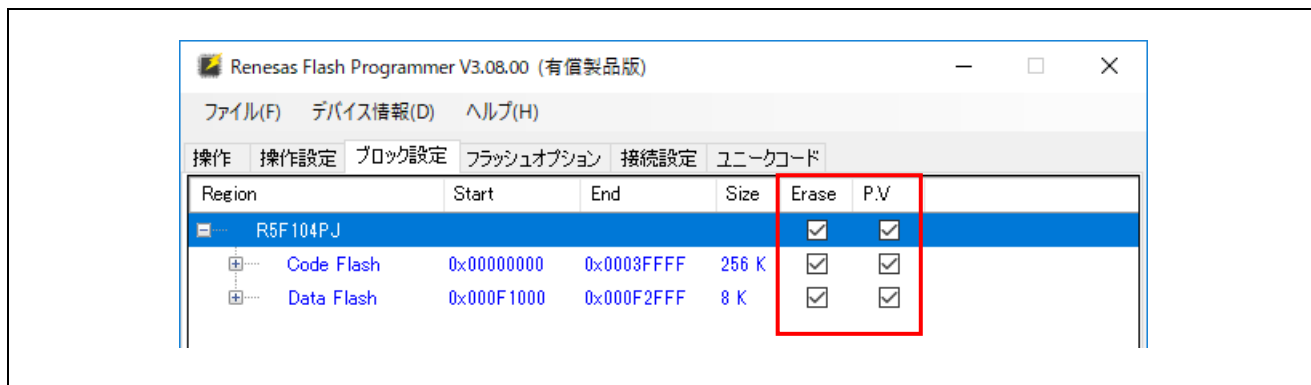 Renesas Flash Programmer V3.08.00 (有償製品版)
ファイル(F) デバイス情報(D) ヘルプ(H)
操作 操作設定 ブロック設定 フラッシュオプション 接続設定 ユニークコード
Region Start End Size Erase P.V
R5F104PJ
Code Flash 0x00000000 0x0003FFFF 256 K
Data Flash 0x000F1000 0x000F2FFF 8 K